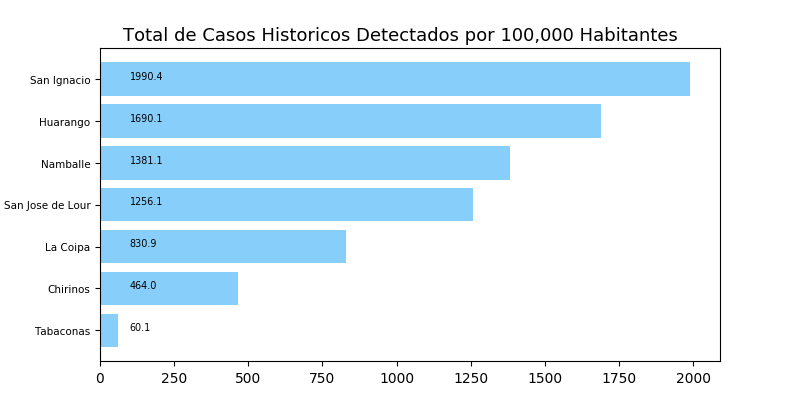 Total de Casos Historicos Detectados por 100,000 Habitantes
San Ignacio 1990.4
Huarango 1690.1
Namballe 1381.1
San Jose de Lour 1256.1
La Coipa 830.9
Chirinos 464.0
Tabaconas 60.1
0 250 500 750 1000 1250 1500 1750 2000